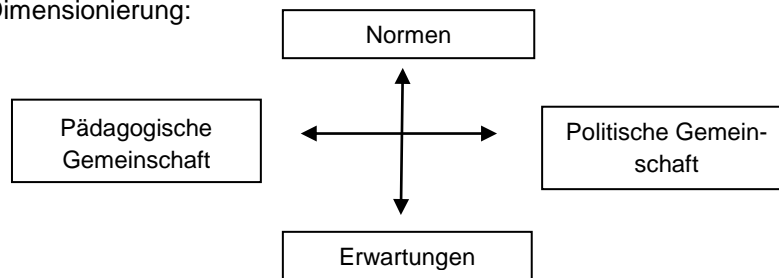 Dimensionierung:
Normen
Pädagogische
Gemeinschaft
Politische Gemein-
schaft
Erwartungen